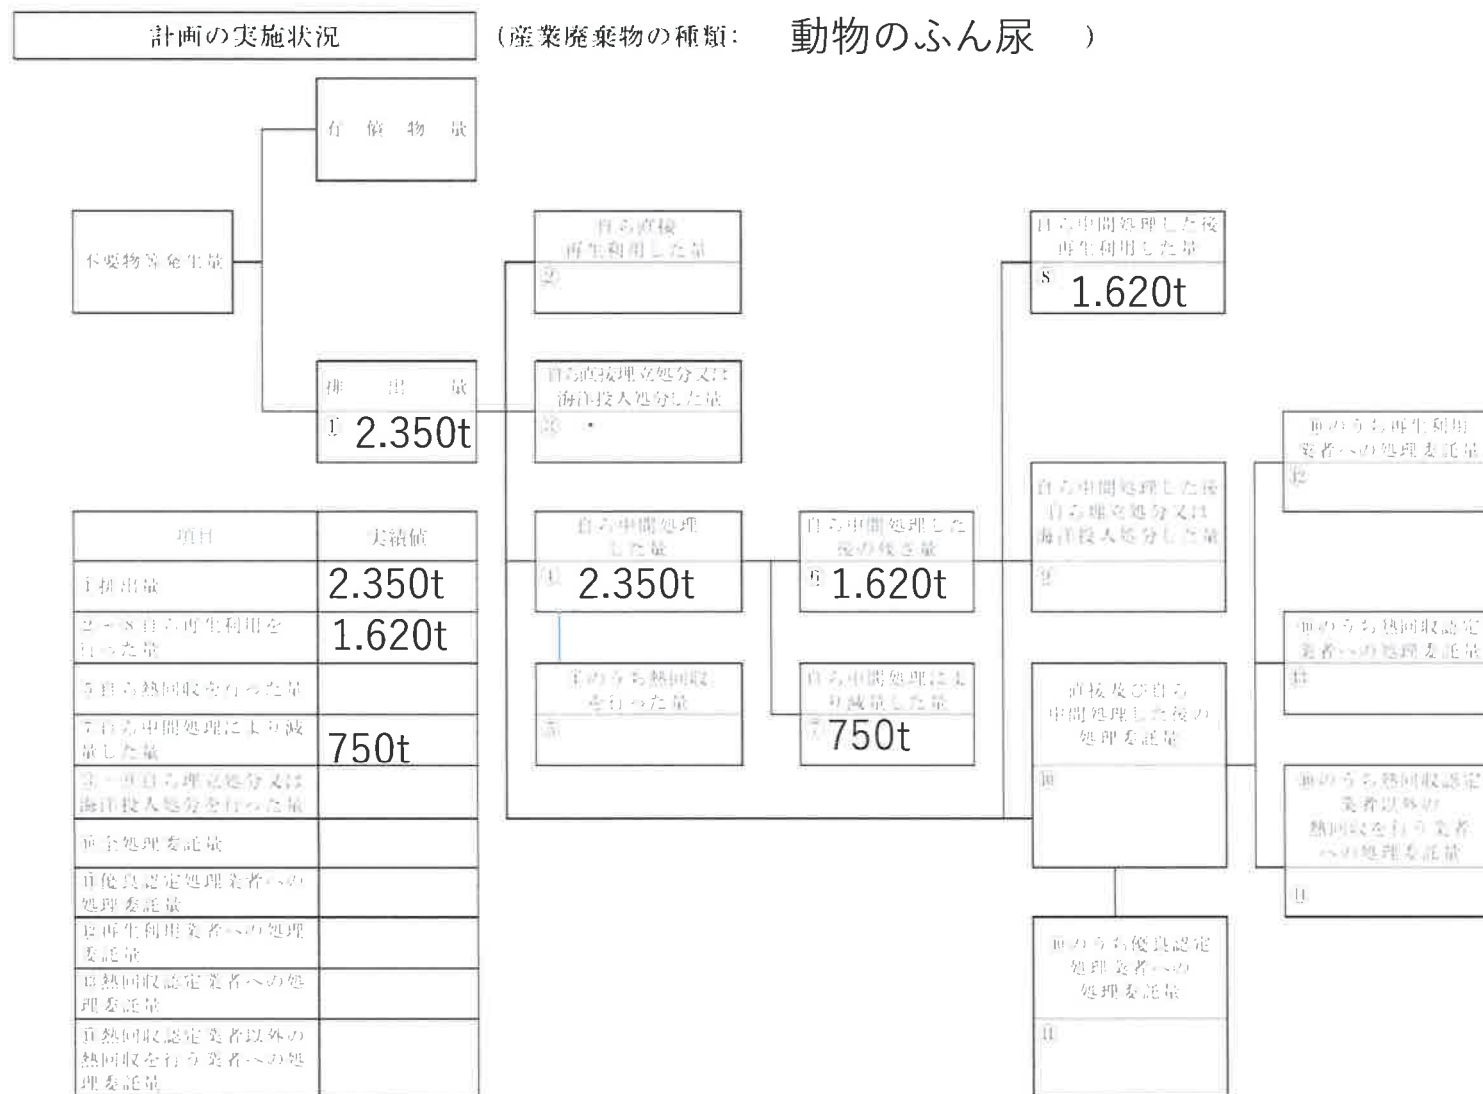 計画の実施状況
(産業廃棄物の種類: 動物のふん尿 )
有 償 物 量
不要物等発生量
自ら直接
再生利用した量
②
自ら中間処理した後
再生利用した量
⑧
1.620t
排 出 量
① 2.350t
自ら直接埋立処分又は
海洋投入処分した量
③
⑩のうち再生利用
業者への処理委託量
⑫
自ら中間処理した後
自ら埋立処分又は
海洋投入処分した量
⑨
自ら中間処理
した量
④ 2.350t
自ら中間処理した
後の残さ量
⑥ 1.620t
⑩のうち熱回収認定
業者への処理委託量
⑬
④のうち熱回収
を行った量
⑤
自ら中間処理によ
り減量した量
⑦ 750t
直接及び自ら
中間処理した後の
処理委託量
⑩
⑩のうち熱回収認定
業者以外の
熱回収を行う業者
への処理委託量
⑭
⑩のうち優良認定
処理業者への
処理委託量
⑪
項目 実績値
①排出量 2.350t
②+⑧自ら再生利用を
行った量 1.620t
⑤自ら熱回収を行った量
⑦自ら中間処理により減
量した量 750t
③+⑨自ら埋立処分又は
海洋投入処分を行った量
⑩全処理委託量
⑪優良認定処理業者への
処理委託量
⑫再生利用業者への処理
委託量
⑬熱回収認定業者への処
理委託量
⑭熱回収認定業者以外の
熱回収を行う業者への処
理委託量